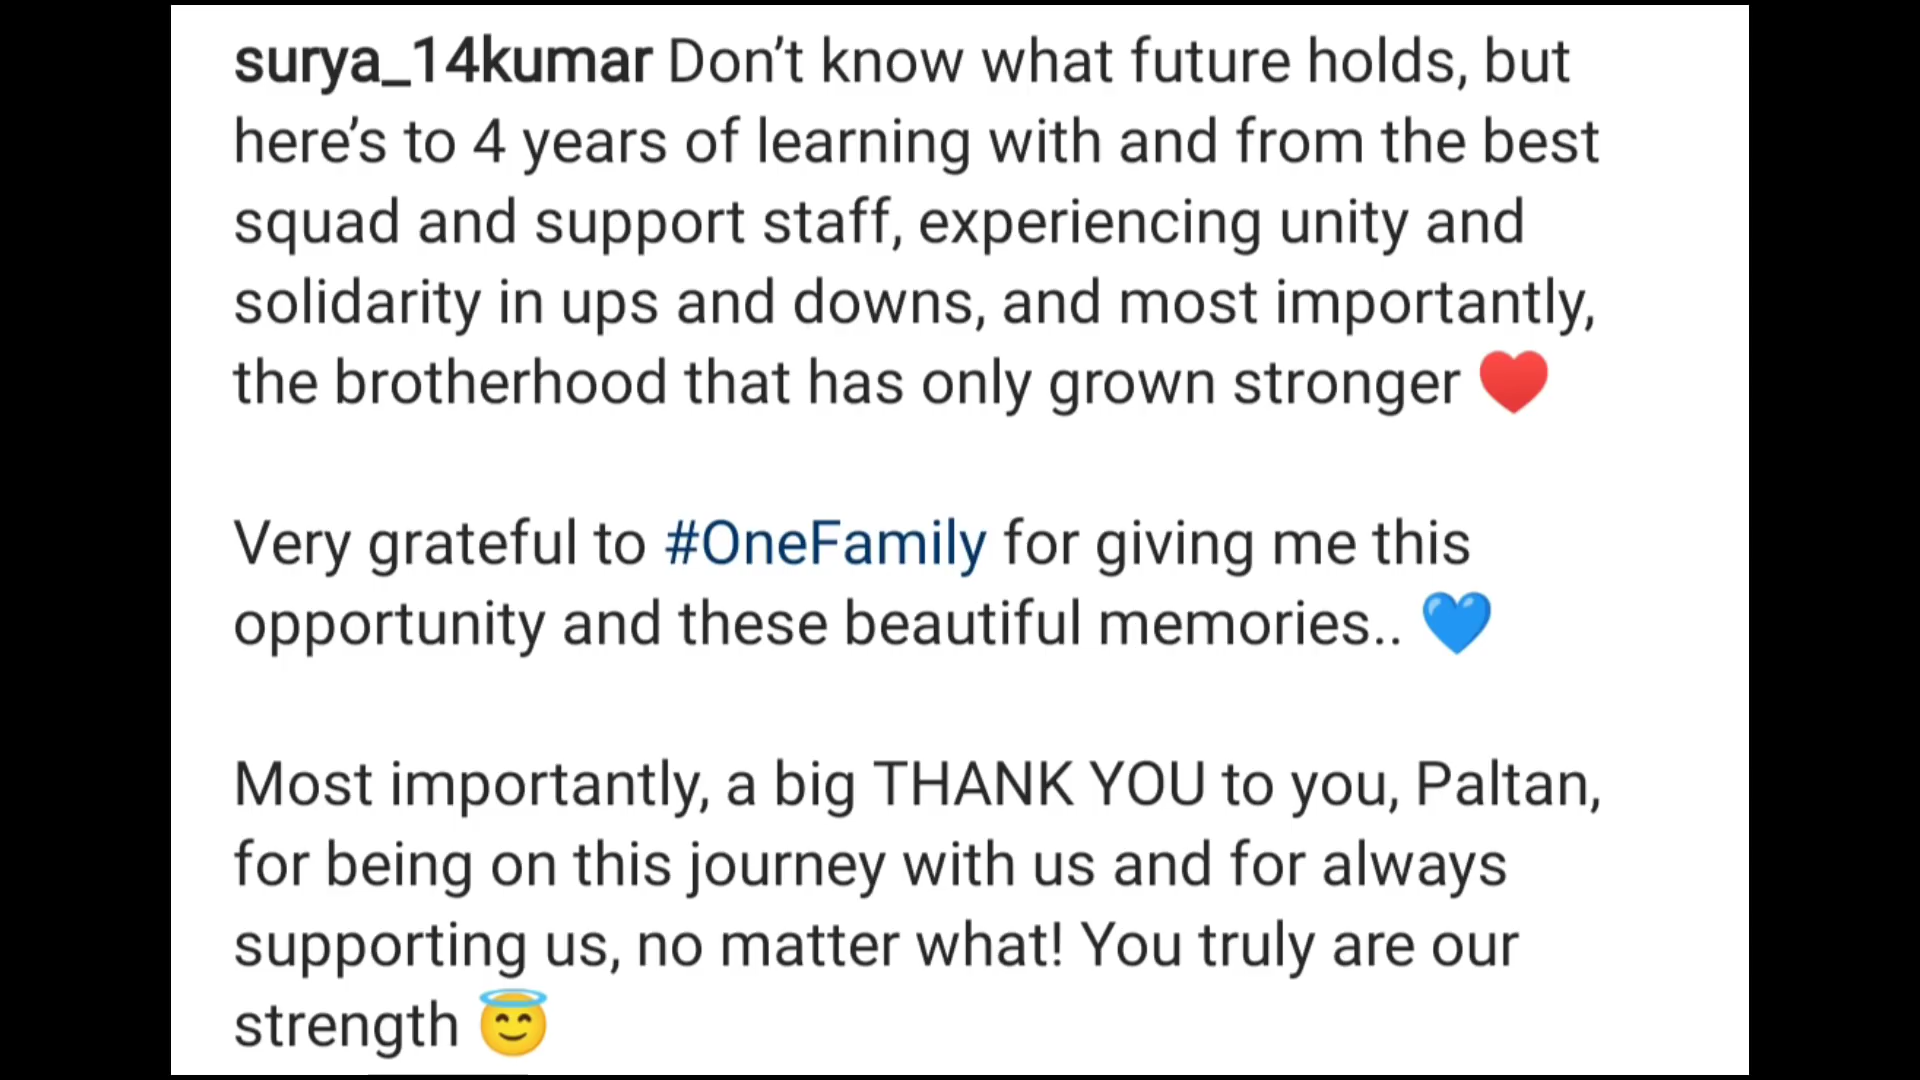 surya_14kumar Don’t know what future holds, but
here’s to 4 years of learning with and from the best
squad and support staff, experiencing unity and
solidarity in ups and downs, and most importantly,
the brotherhood that has only grown stronger ♥️
Very grateful to #OneFamily for giving me this
opportunity and these beautiful memories.. 💙
Most importantly, a big THANK YOU to you, Paltan,
for being on this journey with us and for always
supporting us, no matter what! You truly are our
strength 😇